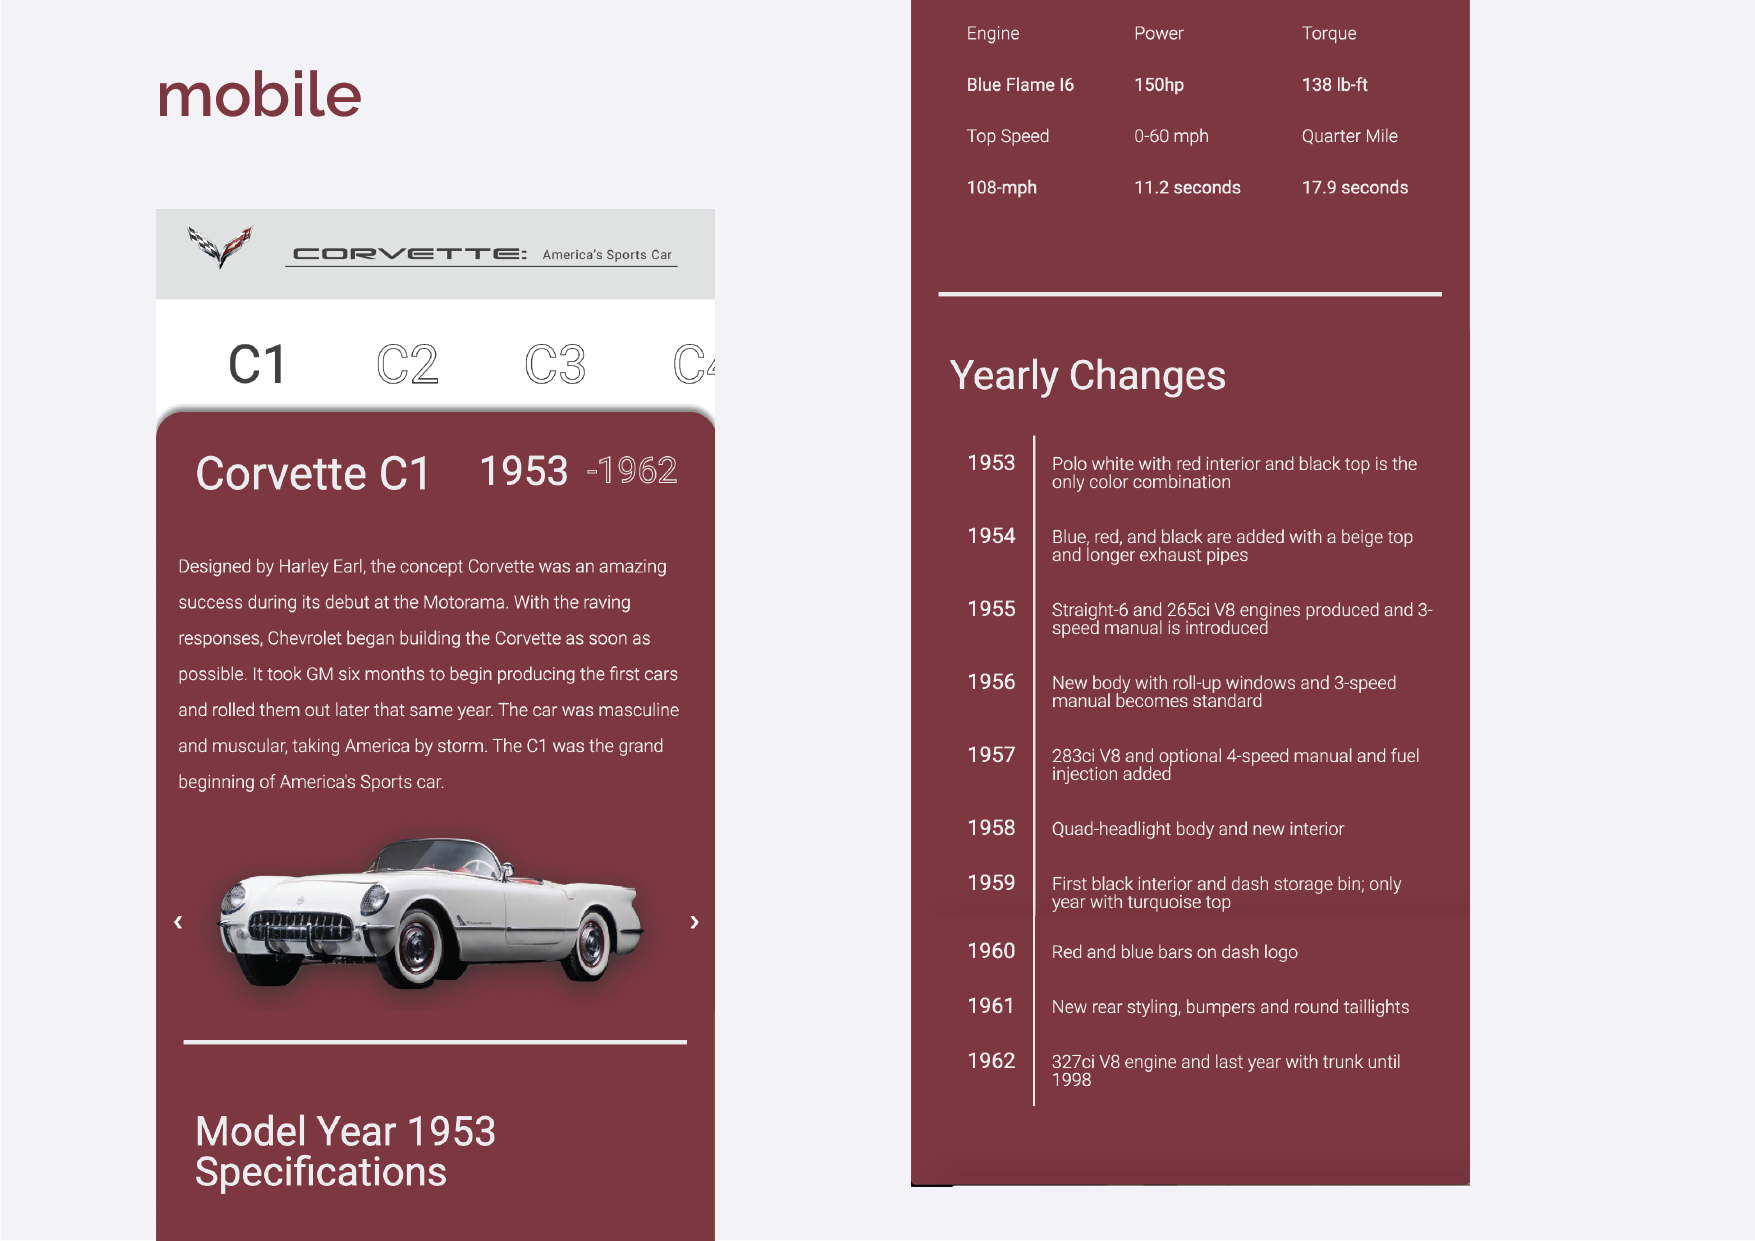 mobile
CORVETTE: America's Sports Car
C1 C2 C3 C4
Corvette C1 1953 -1962
Designed by Harley Earl, the concept Corvette was an amazing
success during its debut at the Motorama. With the raving
responses, Chevrolet began building the Corvette as soon as
possible. It took GM six months to begin producing the first cars
and rolled them out later that same year. The car was masculine
and muscular, taking America by storm. The C1 was the grand
beginning of America's Sports car.
Model Year 1953
Specifications
Engine Power Torque
Blue Flame I6 150hp 138 lb-ft
Top Speed 0-60 mph Quarter Mile
108-mph 11.2 seconds 17.9 seconds
Yearly Changes
1953 Polo white with red interior and black top is the
only color combination
1954 Blue, red, and black are added with a beige top
and longer exhaust pipes
1955 Straight-6 and 265ci V8 engines produced and 3-
speed manual is introduced
1956 New body with roll-up windows and 3-speed
manual becomes standard
1957 283ci V8 and optional 4-speed manual and fuel
injection added
1958 Quad-headlight body and new interior
1959 First black interior and dash storage bin; only
year with turquoise top
1960 Red and blue bars on dash logo
1961 New rear styling, bumpers and round taillights
1962 327ci V8 engine and last year with trunk until
1998